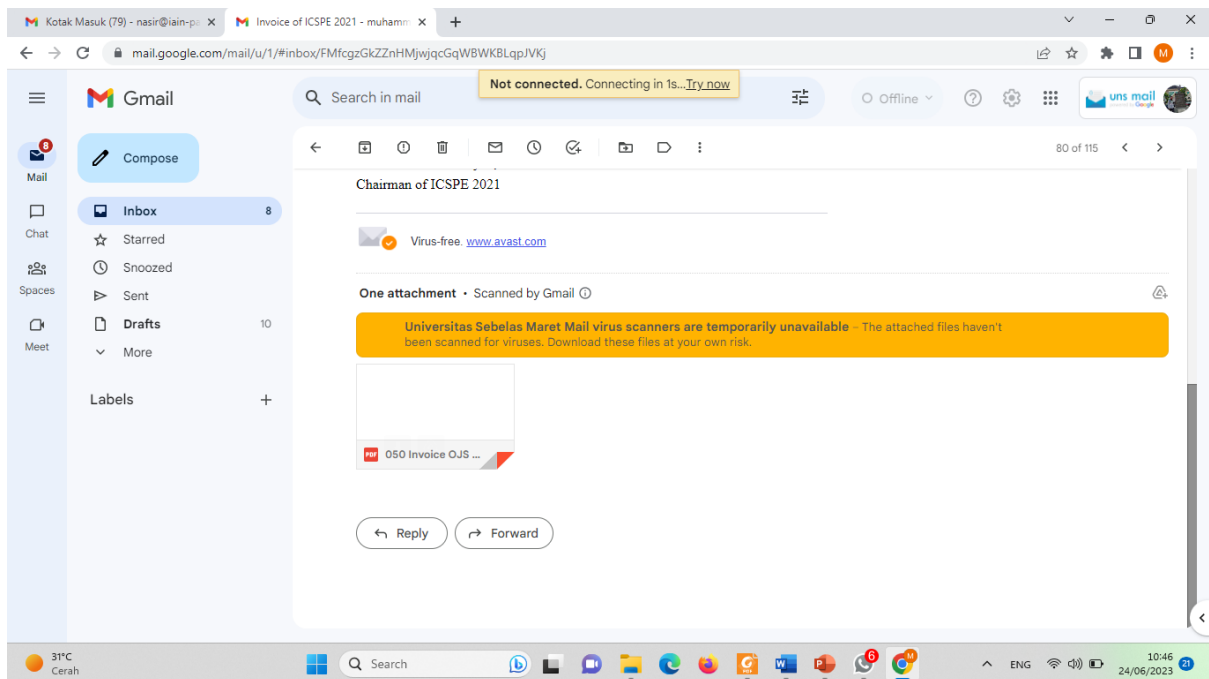 Kotak Masuk (79) - nasir@iain-pa
Invoice of ICSPE 2021 - muhamm
mail.google.com/mail/u/1/#inbox/FMfcgzGkZZnHMjwjqcGqWBWKBLqpJVKj
M
Not connected. Connecting in 1s... Try now
Gmail
Search in mail
Offline
uns mail
powered by Google
8
Mail
Chat
Spaces
Meet
Compose
Inbox 8
Starred
Snoozed
Sent
Drafts 10
More
Labels
80 of 115
Chairman of ICSPE 2021
Virus-free. www.avast.com
One attachment • Scanned by Gmail
Universitas Sebelas Maret Mail virus scanners are temporarily unavailable – The attached files haven't
been scanned for viruses. Download these files at your own risk.
PDF 050 Invoice OJS ...
Reply
Forward
31°C
Cerah
Search
6
M
ENG
10:46
24/06/2023
21